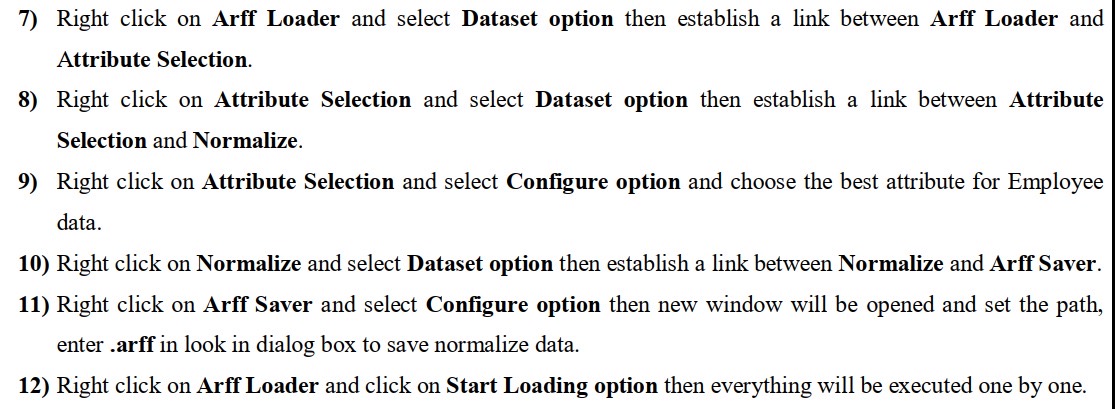 7) Right click on Arff Loader and select Dataset option then establish a link between Arff Loader and
Attribute Selection.
8) Right click on Attribute Selection and select Dataset option then establish a link between Attribute
Selection and Normalize.
9) Right click on Attribute Selection and select Configure option and choose the best attribute for Employee
data.
10) Right click on Normalize and select Dataset option then establish a link between Normalize and Arff Saver.
11) Right click on Arff Saver and select Configure option then new window will be opened and set the path,
enter .arff in look in dialog box to save normalize data.
12) Right click on Arff Loader and click on Start Loading option then everything will be executed one by one.